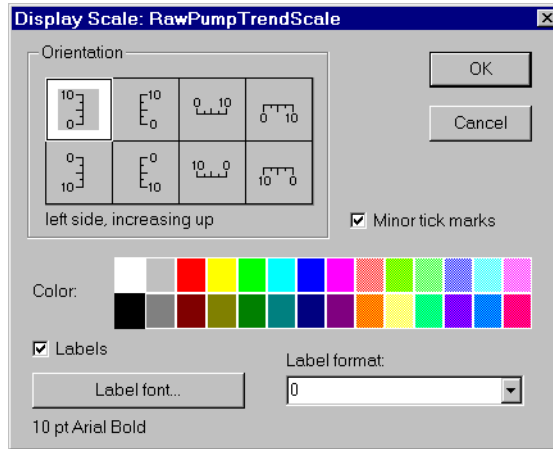 Display Scale: RawPumpTrendScale
Orientation
OK
10 10 0 10
0 0 0 10
Cancel
0 0 10 0
10 10 10 0
left side, increasing up
Minor tick marks
Color:
Labels
Label format:
Label font...
0
10 pt Arial Bold